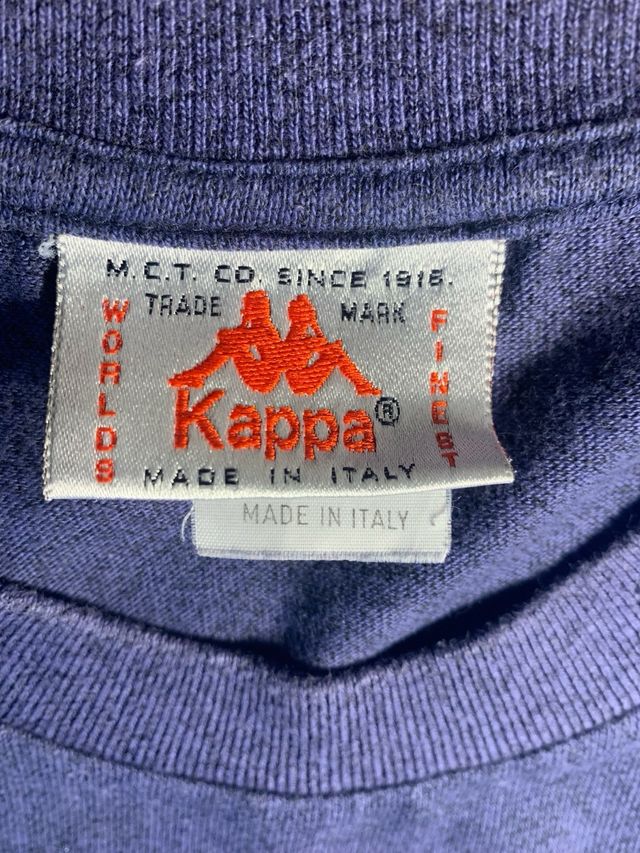 M.C.T. CO. SINCE 1916.
TRADE MARK
WORLDS
FINEST
Kappa®
MADE IN ITALY
MADE IN ITALY